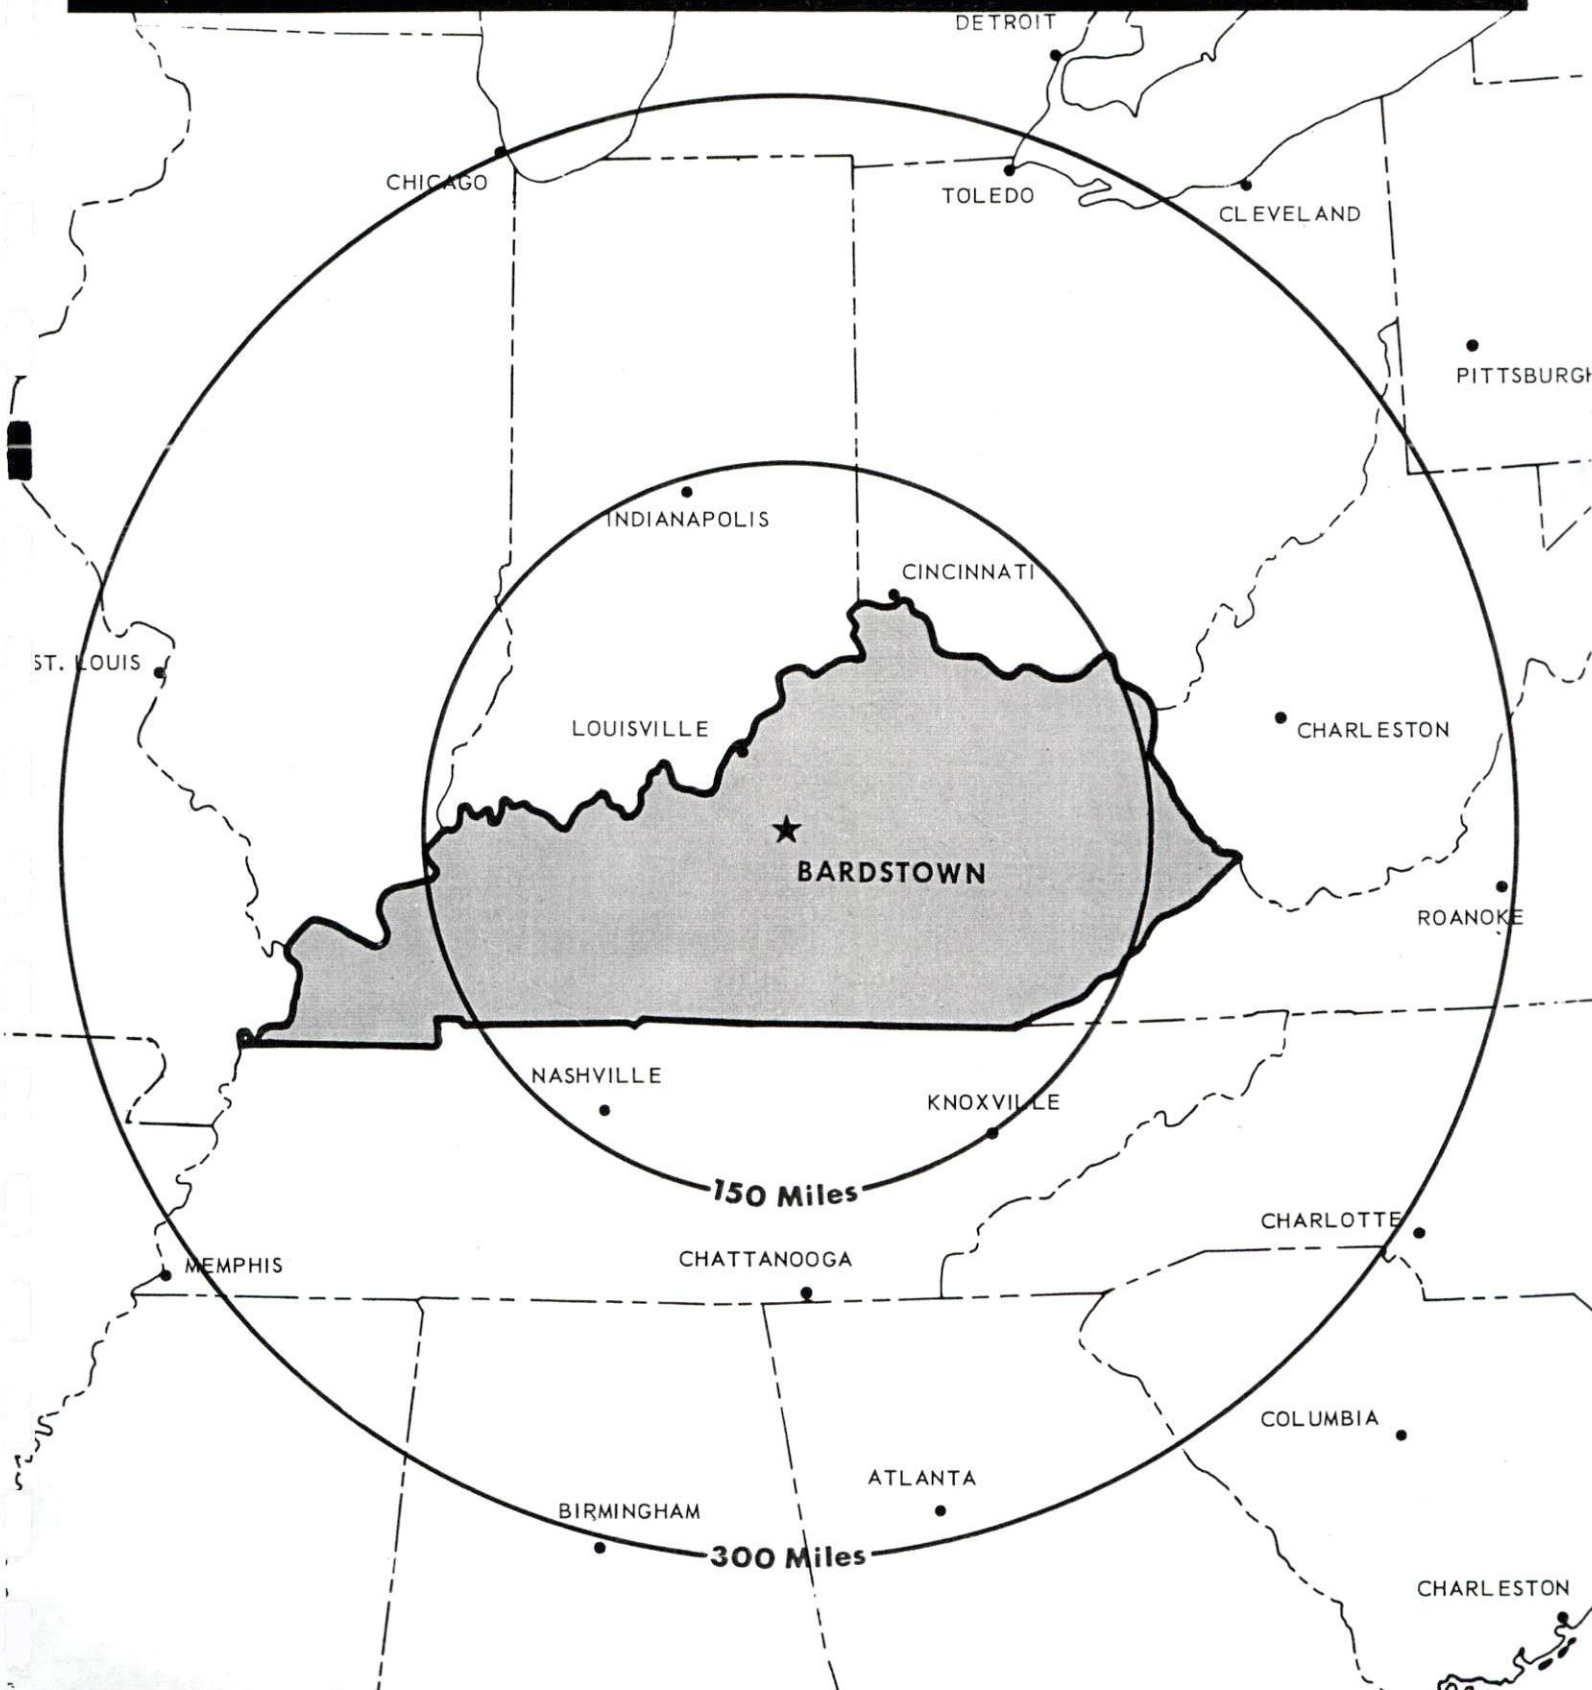 DETROIT
CHICAGO
TOLEDO
CLEVELAND
PITTSBURGH
INDIANAPOLIS
CINCINNATI
ST. LOUIS
LOUISVILLE
CHARLESTON
BARDSTOWN
ROANOKE
NASHVILLE
KNOXVILLE
150 Miles
CHARLOTTE
CHATTANOOGA
MEMPHIS
COLUMBIA
ATLANTA
BIRMINGHAM
300 Miles
CHARLESTON